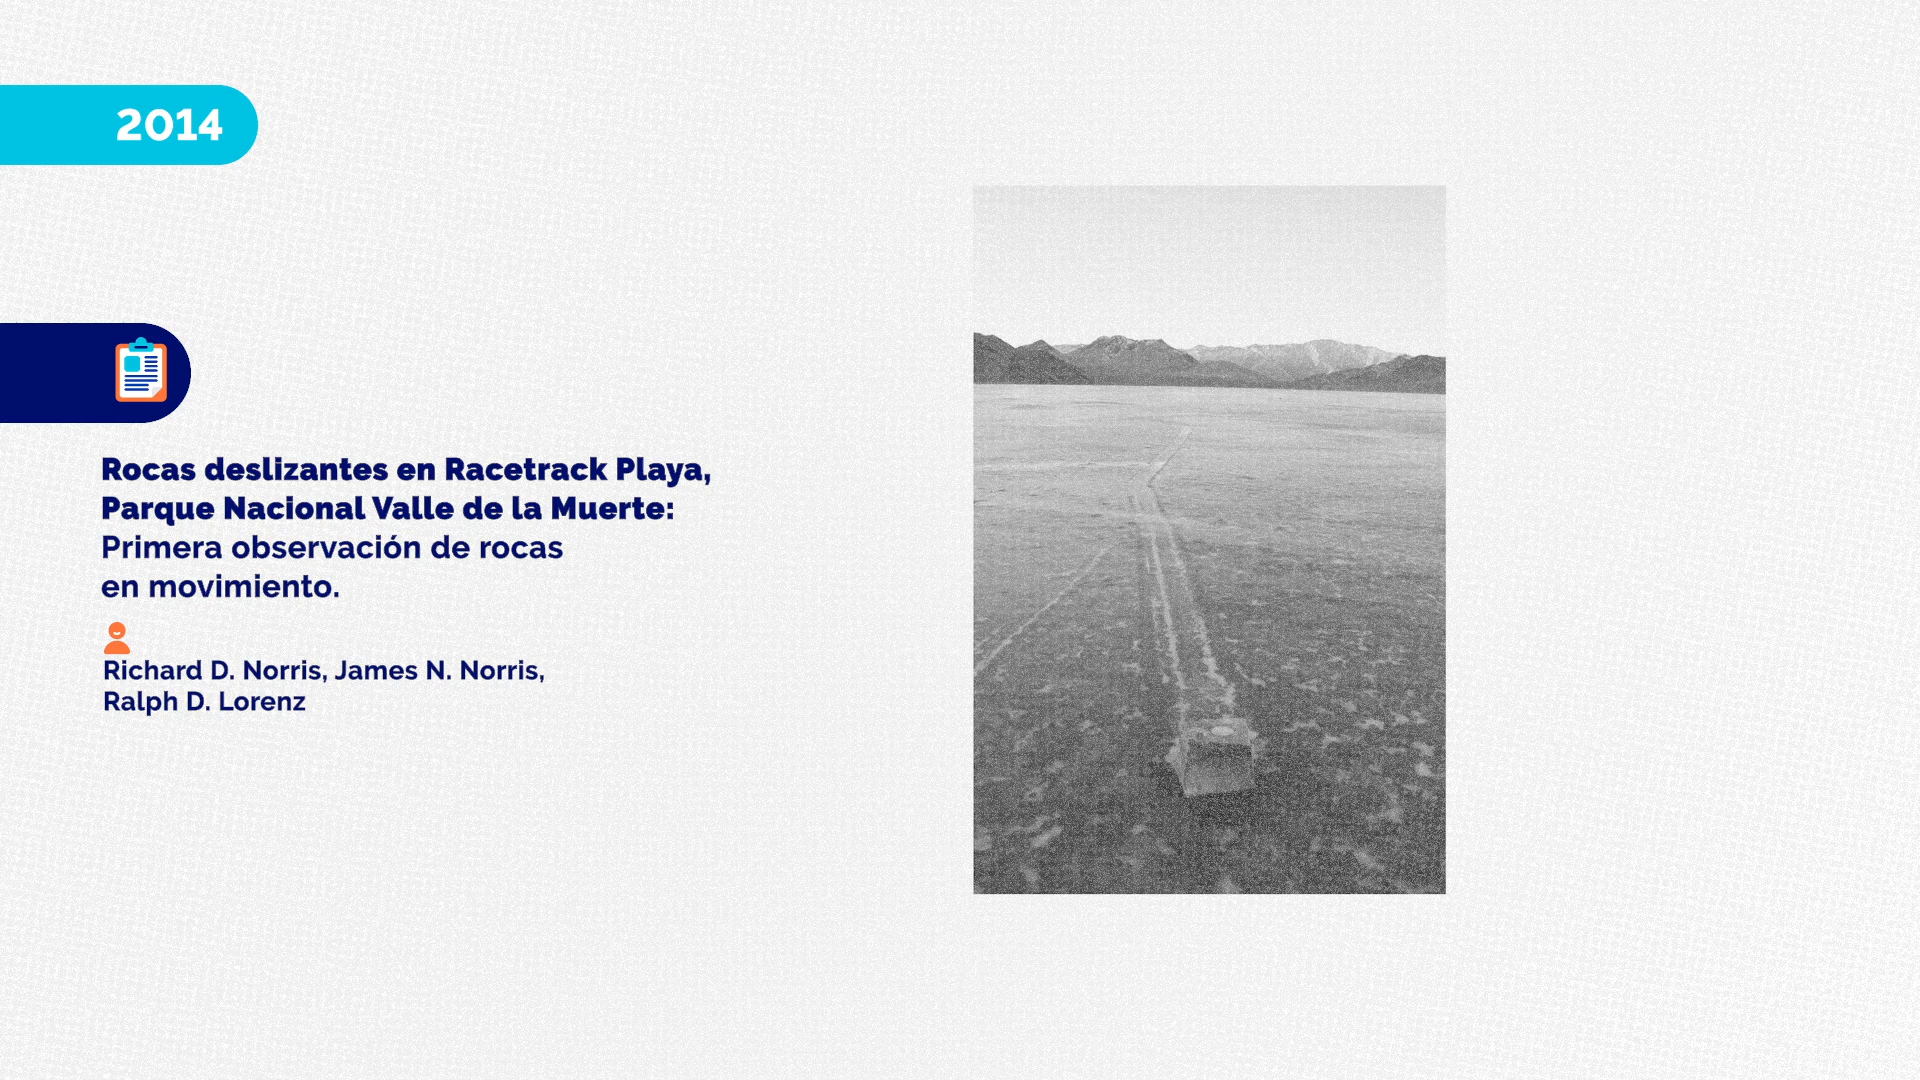 2014
Rocas deslizantes en Racetrack Playa,
Parque Nacional Valle de la Muerte:
Primera observación de rocas
en movimiento.
Richard D. Norris, James N. Norris,
Ralph D. Lorenz